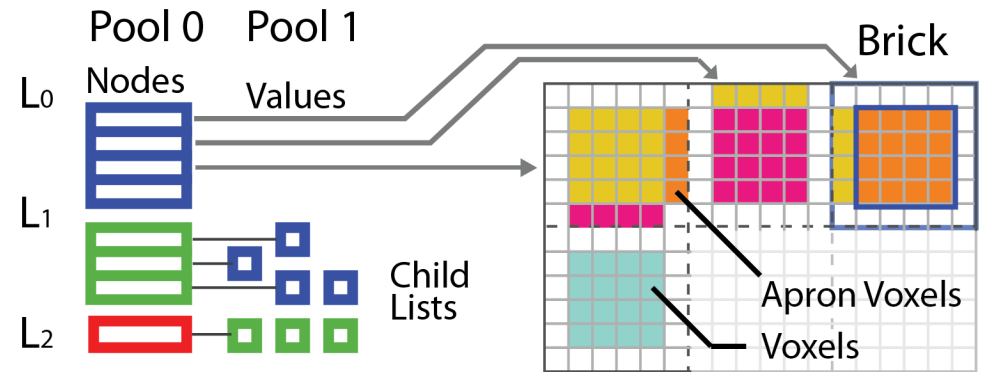 Pool 0 Pool 1
Brick
Nodes
L0
Values
L1
Child
Lists
Apron Voxels
L2
Voxels